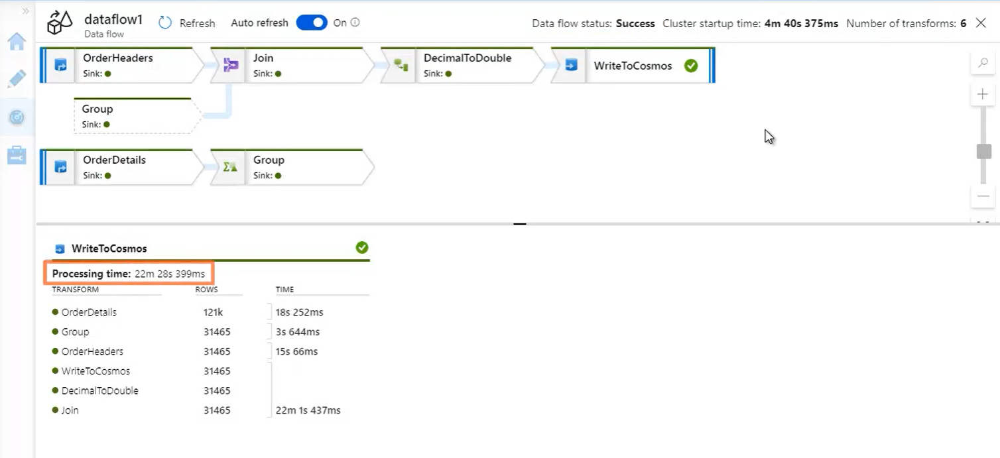 dataflow1
Data flow
Refresh
Auto refresh
On
Data flow status: Success Cluster startup time: 4m 40s 375ms Number of transforms: 6
OrderHeaders
Sink:
Join
Sink:
DecimalToDouble
Sink:
WriteToCosmos
Group
Sink:
OrderDetails
Sink:
Group
Sink:
WriteToCosmos
Processing time: 22m 28s 399ms
TRANSFORM ROWS TIME
OrderDetails 121k 18s 252ms
Group 31465 3s 644ms
OrderHeaders 31465 15s 66ms
WriteToCosmos 31465
DecimalToDouble 31465
Join 31465 22m 1s 437ms